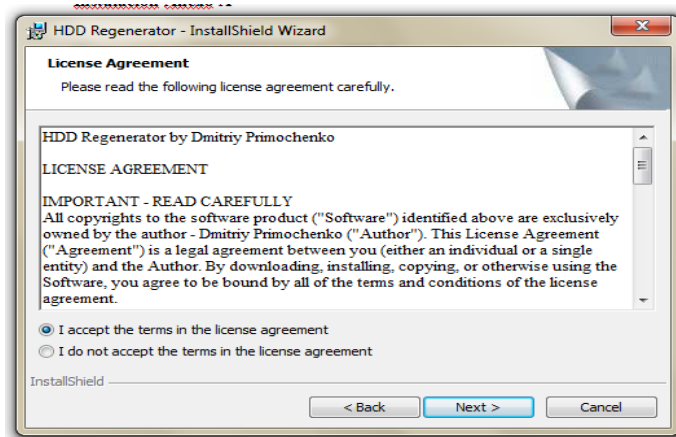 HDD Regenerator - InstallShield Wizard
License Agreement
Please read the following license agreement carefully.
HDD Regenerator by Dmitriy Primochenko
LICENSE AGREEMENT
IMPORTANT - READ CAREFULLY
All copyrights to the software product ("Software") identified above are exclusively
owned by the author - Dmitriy Primochenko ("Author"). This License Agreement
("Agreement") is a legal agreement between you (either an individual or a single
entity) and the Author. By downloading, installing, copying, or otherwise using the
Software, you agree to be bound by all of the terms and conditions of the license
agreement.
I accept the terms in the license agreement
I do not accept the terms in the license agreement
InstallShield
< Back
Next >
Cancel